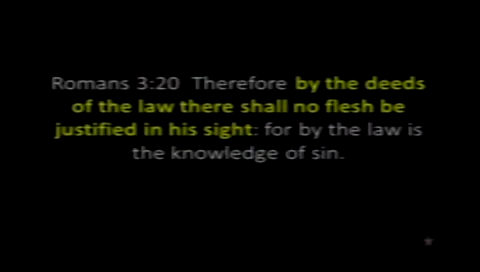 Romans 3:20 Therefore by the deeds
of the law there shall no flesh be
justified in his sight: for by the law is
the knowledge of sin.